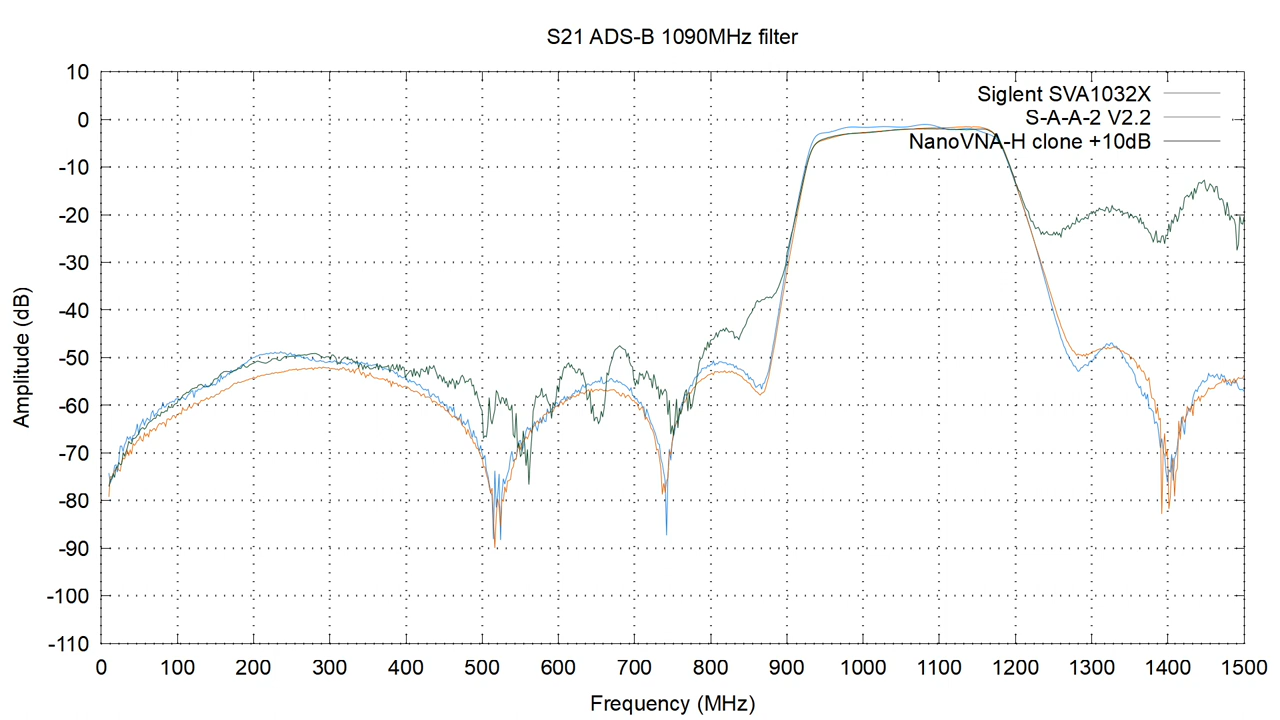 S21 ADS-B 1090MHz filter
10
0
-10
-20
-30
-40
-50
-60
-70
-80
-90
-100
-110
Amplitude (dB)
Siglent SVA1032X
S-A-A-2 V2.2
NanoVNA-H clone +10dB
0 100 200 300 400 500 600 700 800 900 1000 1100 1200 1300 1400 1500
Frequency (MHz)